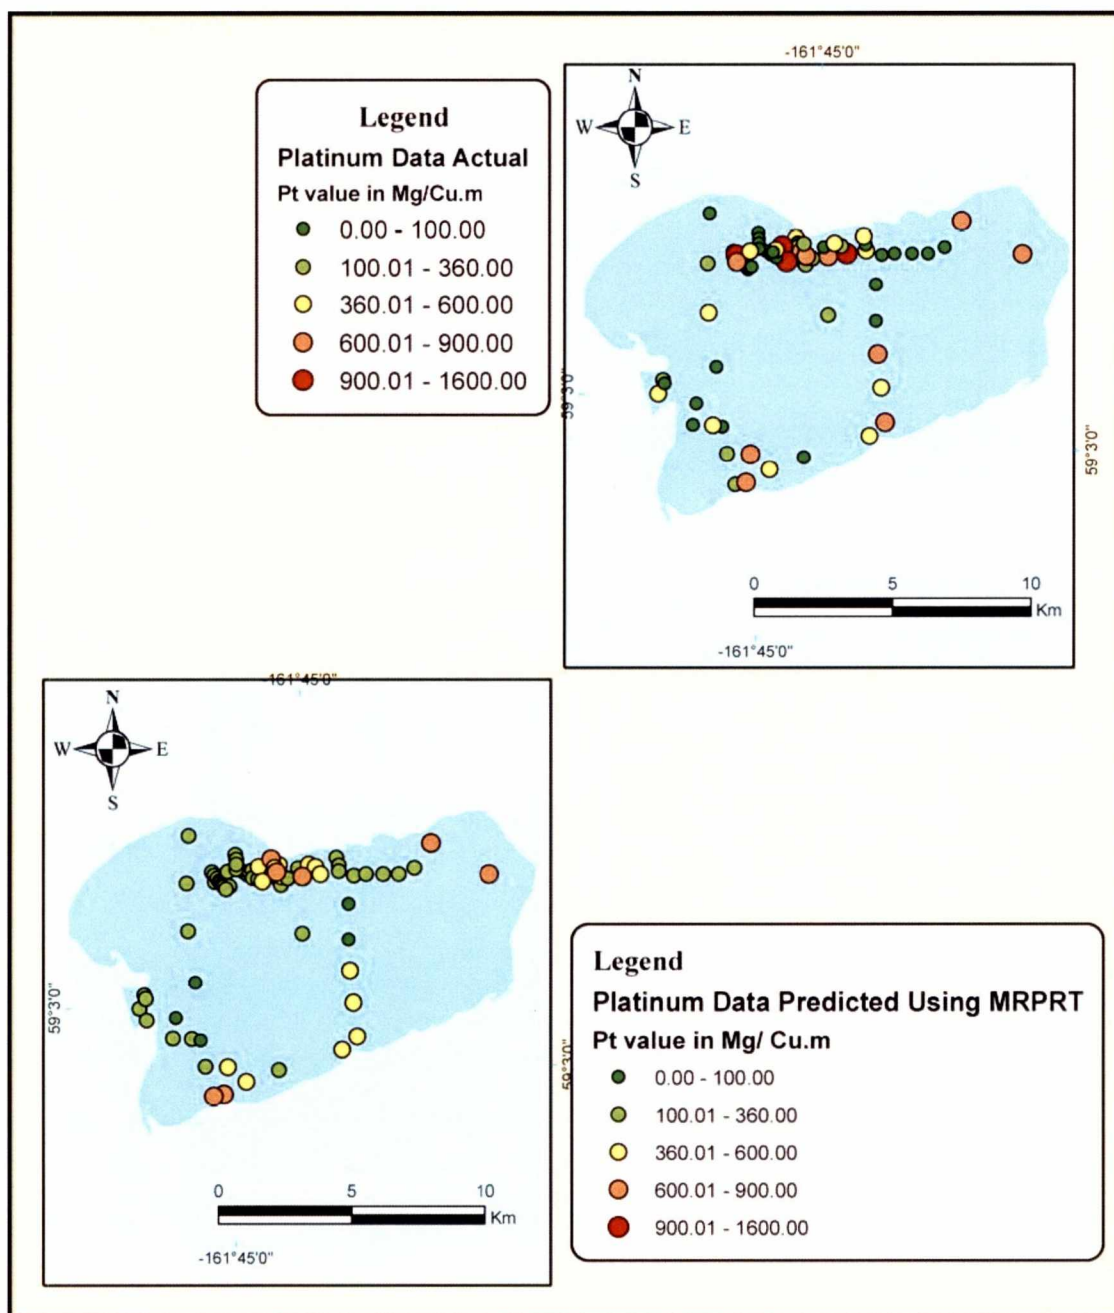 -161°45'0"
Legend
Platinum Data Actual
Pt value in Mg/Cu.m
0.00 - 100.00
100.01 - 360.00
360.01 - 600.00
600.01 - 900.00
900.01 - 1600.00
N
W E
S
59°3'0"
59°3'0"
0 5 10
Km
-161°45'0"
-161°45'0"
N
W E
S
59°3'0"
59°3'0"
0 5 10
Km
-161°45'0"
Legend
Platinum Data Predicted Using MRPRT
Pt value in Mg/ Cu.m
0.00 - 100.00
100.01 - 360.00
360.01 - 600.00
600.01 - 900.00
900.01 - 1600.00